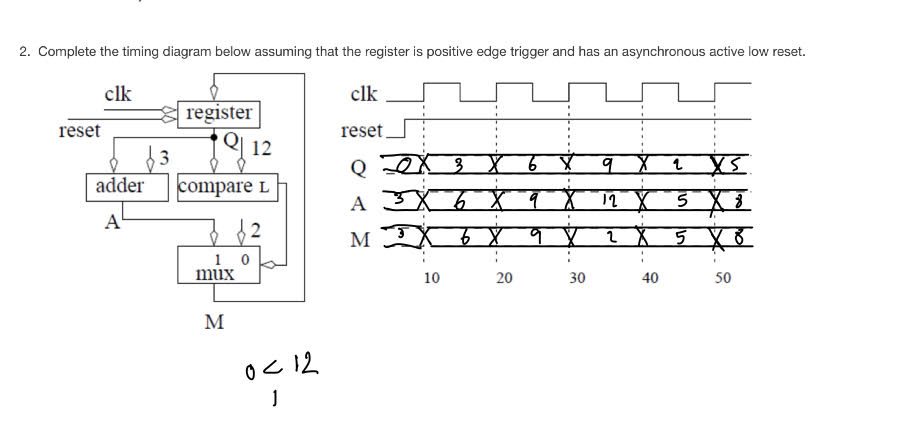 2. Complete the timing diagram below assuming that the register is positive edge trigger and has an asynchronous active low reset.
clk
clk
register
reset
reset
Q
12
3
Q 0 3 6 9 2 5
adder
compare L
A 3 6 9 12 5 8
A
2
M 3 6 9 2 5 8
1 0
mux
10 20 30 40 50
M
0 < 12
1